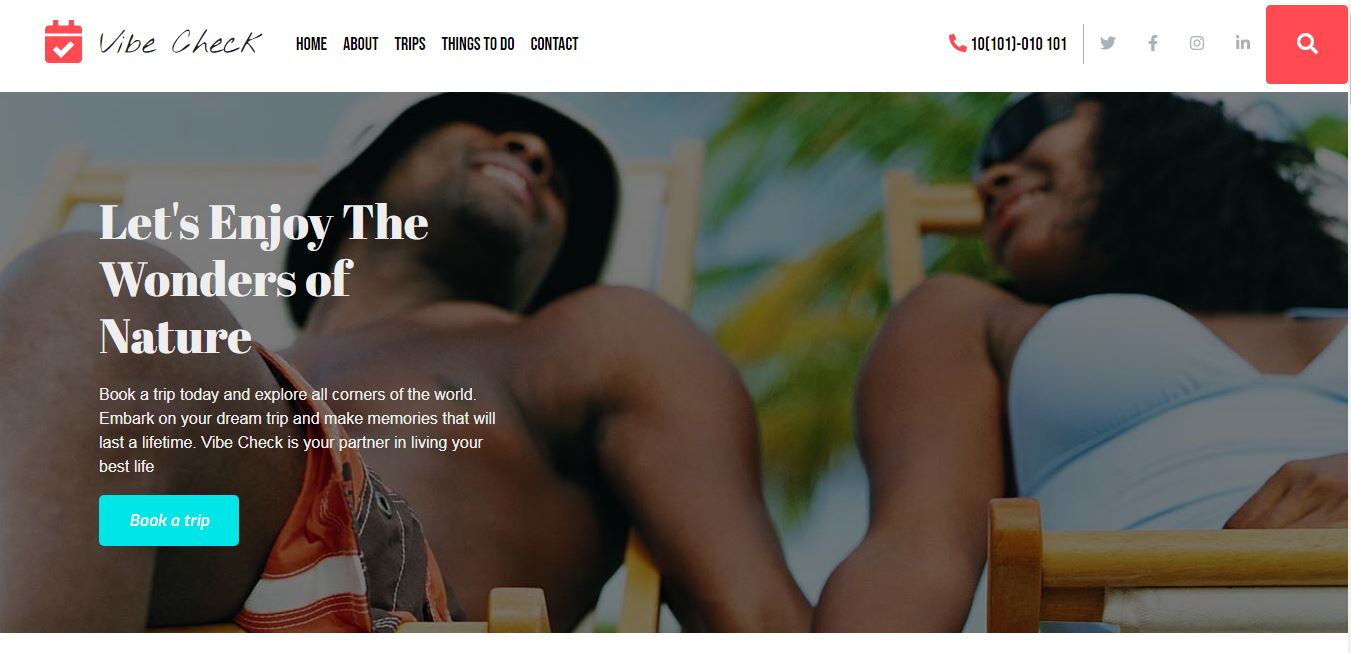 Vibe Check
HOME ABOUT TRIPS THINGS TO DO CONTACT
10(101)-010 101
Let's Enjoy The
Wonders of
Nature
Book a trip today and explore all corners of the world.
Embark on your dream trip and make memories that will
last a lifetime. Vibe Check is your partner in living your
best life
Book a trip